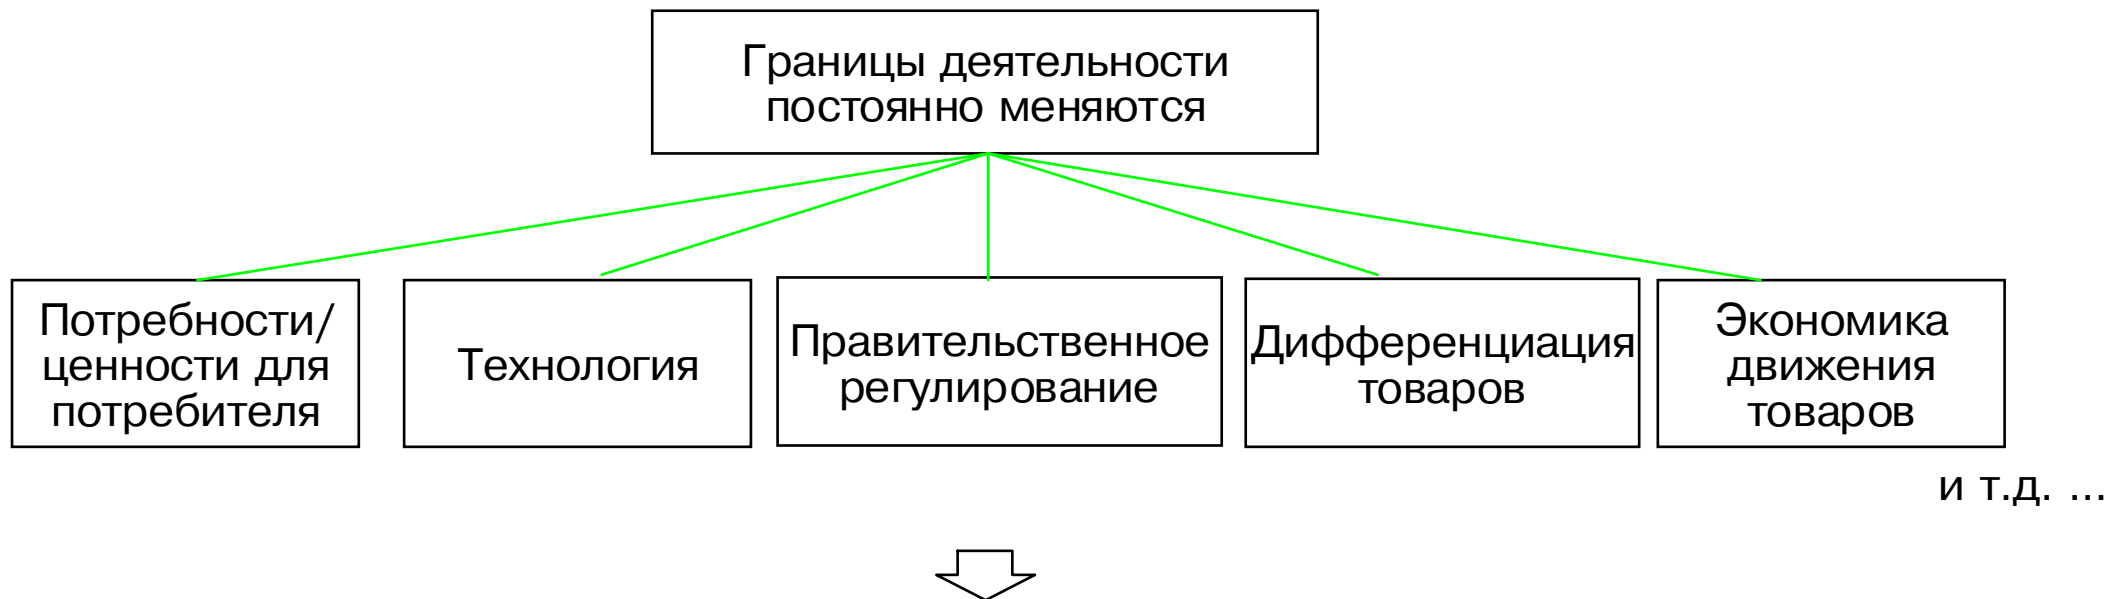 Границы деятельности
постоянно меняются
Потребности/
ценности для
потребителя
Технология
Правительственное
регулирование
Дифференциация
товаров
Экономика
движения
товаров
и т.д. ...